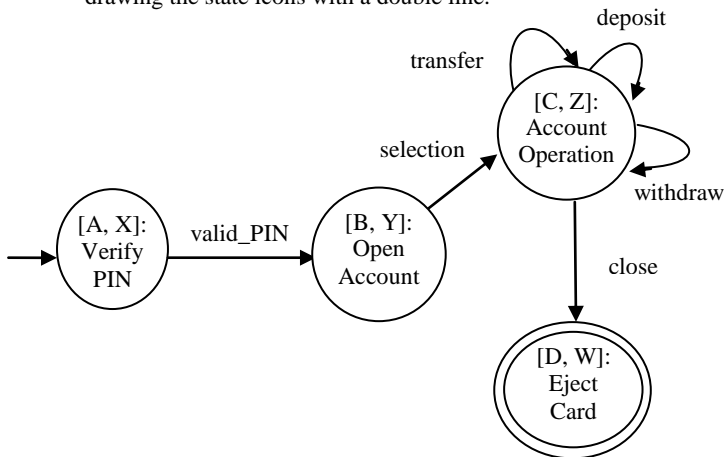 drawing the state icons with a double line.
deposit
transfer
[C, Z]:
Account
Operation
selection
withdraw
[A, X]:
Verify
PIN
valid_PIN
[B, Y]:
Open
Account
close
[D, W]:
Eject
Card